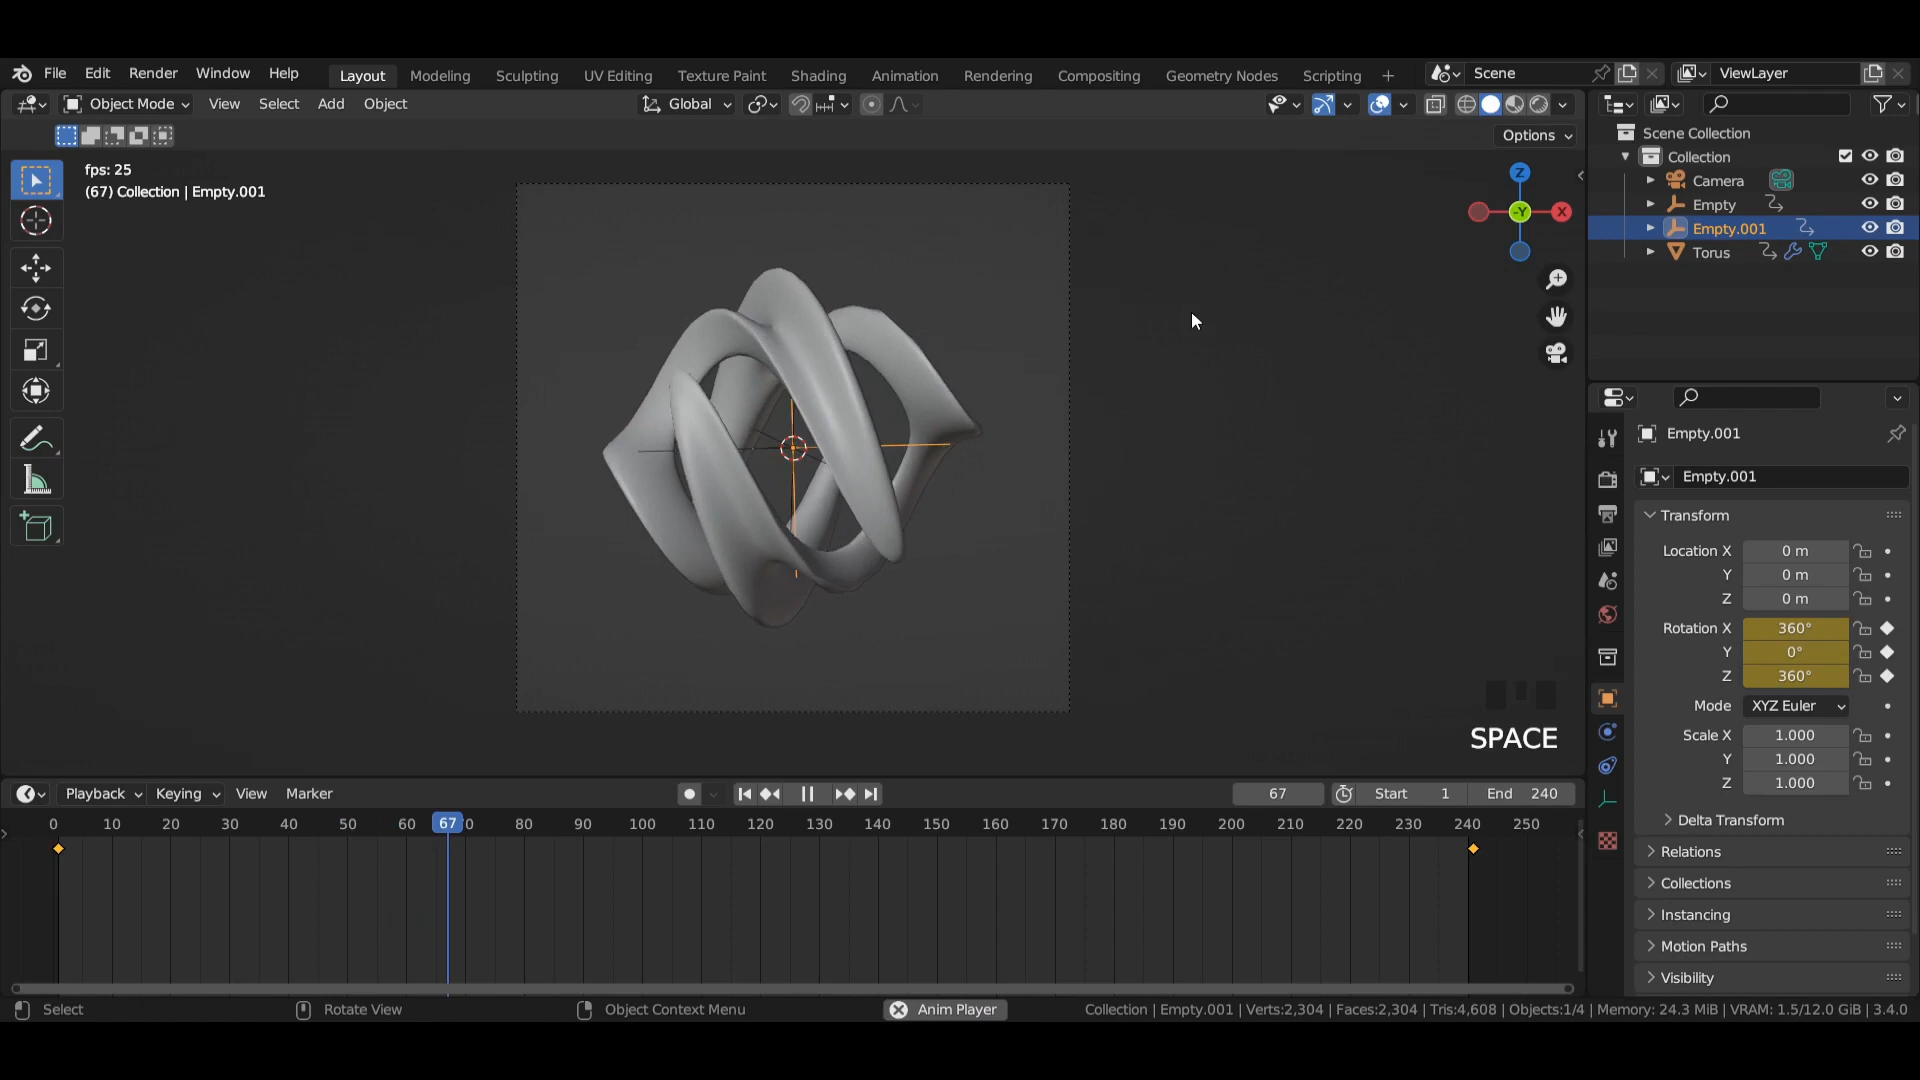 File Edit Render Window Help Layout Modeling Sculpting UV Editing Texture Paint Shading Animation Rendering Compositing Geometry Nodes Scripting + Scene ViewLayer
Object Mode View Select Add Object Global
Options
Scene Collection
Collection
Camera
Empty
Empty.001
Torus
fps: 25
(67) Collection | Empty.001
Z
-Y
X
SPACE
Empty.001
Empty.001
Transform
Location X 0 m
Y 0 m
Z 0 m
Rotation X 360°
Y 0°
Z 360°
Mode XYZ Euler
Scale X 1.000
Y 1.000
Z 1.000
Delta Transform
Relations
Collections
Instancing
Motion Paths
Visibility
Playback Keying View Marker 67 Start 1 End 240
0 10 20 30 40 50 60 67 0 80 90 100 110 120 130 140 150 160 170 180 190 200 210 220 230 240 250
Select Rotate View Object Context Menu Anim Player Collection | Empty.001 | Verts:2,304 | Faces:2,304 | Tris:4,608 | Objects:1/4 | Memory: 24.3 MiB | VRAM: 1.5/12.0 GiB | 3.4.0